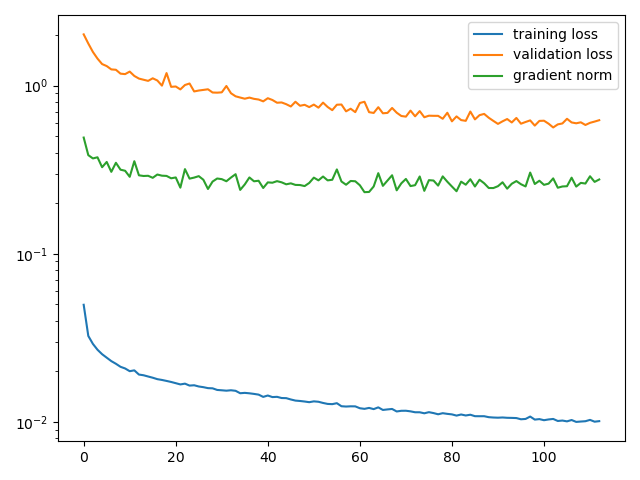 training loss
validation loss
gradient norm
10⁰
10⁻¹
10⁻²
0 20 40 60 80 100